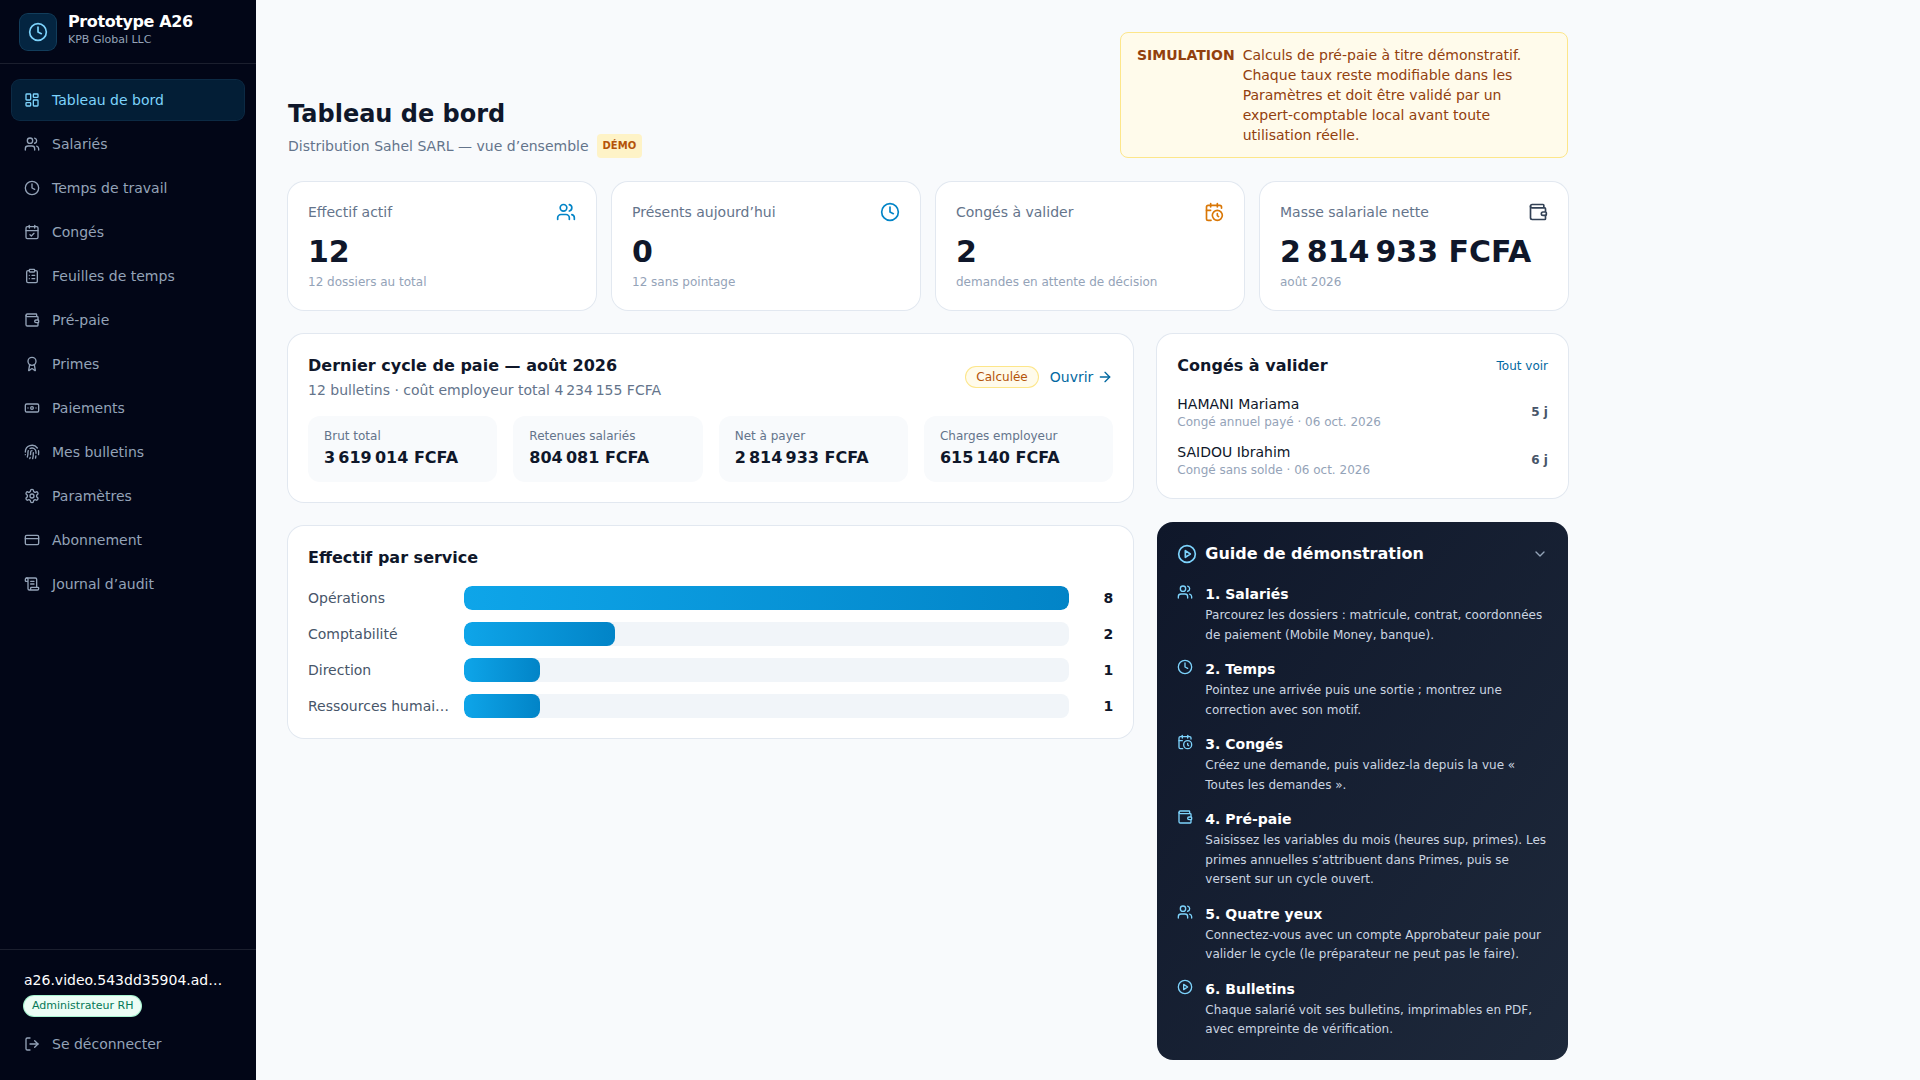 Prototype A26
KPB Global LLC
Tableau de bord
Salariés
Temps de travail
Congés
Feuilles de temps
Pré-paie
Primes
Paiements
Mes bulletins
Paramètres
Abonnement
Journal d’audit
a26.video.543dd35904.ad…
Administrateur RH
Se déconnecter
SIMULATION Calculs de pré-paie à titre démonstratif.
Chaque taux reste modifiable dans les
Paramètres et doit être validé par un
expert-comptable local avant toute
utilisation réelle.
Tableau de bord
Distribution Sahel SARL — vue d’ensemble DÉMO
Effectif actif
12
12 dossiers au total
Présents aujourd’hui
0
12 sans pointage
Congés à valider
2
demandes en attente de décision
Masse salariale nette
2 814 933 FCFA
août 2026
Dernier cycle de paie — août 2026
12 bulletins · coût employeur total 4 234 155 FCFA
Calculée Ouvrir
Brut total
3 619 014 FCFA
Retenues salariés
804 081 FCFA
Net à payer
2 814 933 FCFA
Charges employeur
615 140 FCFA
Congés à valider Tout voir
HAMANI Mariama
Congé annuel payé · 06 oct. 2026
5 j
SAIDOU Ibrahim
Congé sans solde · 06 oct. 2026
6 j
Effectif par service
Opérations 8
Comptabilité 2
Direction 1
Ressources humai… 1
Guide de démonstration
1. Salariés
Parcourez les dossiers : matricule, contrat, coordonnées
de paiement (Mobile Money, banque).
2. Temps
Pointez une arrivée puis une sortie ; montrez une
correction avec son motif.
3. Congés
Créez une demande, puis validez-la depuis la vue «
Toutes les demandes ».
4. Pré-paie
Saisissez les variables du mois (heures sup, primes). Les
primes annuelles s’attribuent dans Primes, puis se
versent sur un cycle ouvert.
5. Quatre yeux
Connectez-vous avec un compte Approbateur paie pour
valider le cycle (le préparateur ne peut pas le faire).
6. Bulletins
Chaque salarié voit ses bulletins, imprimables en PDF,
avec empreinte de vérification.